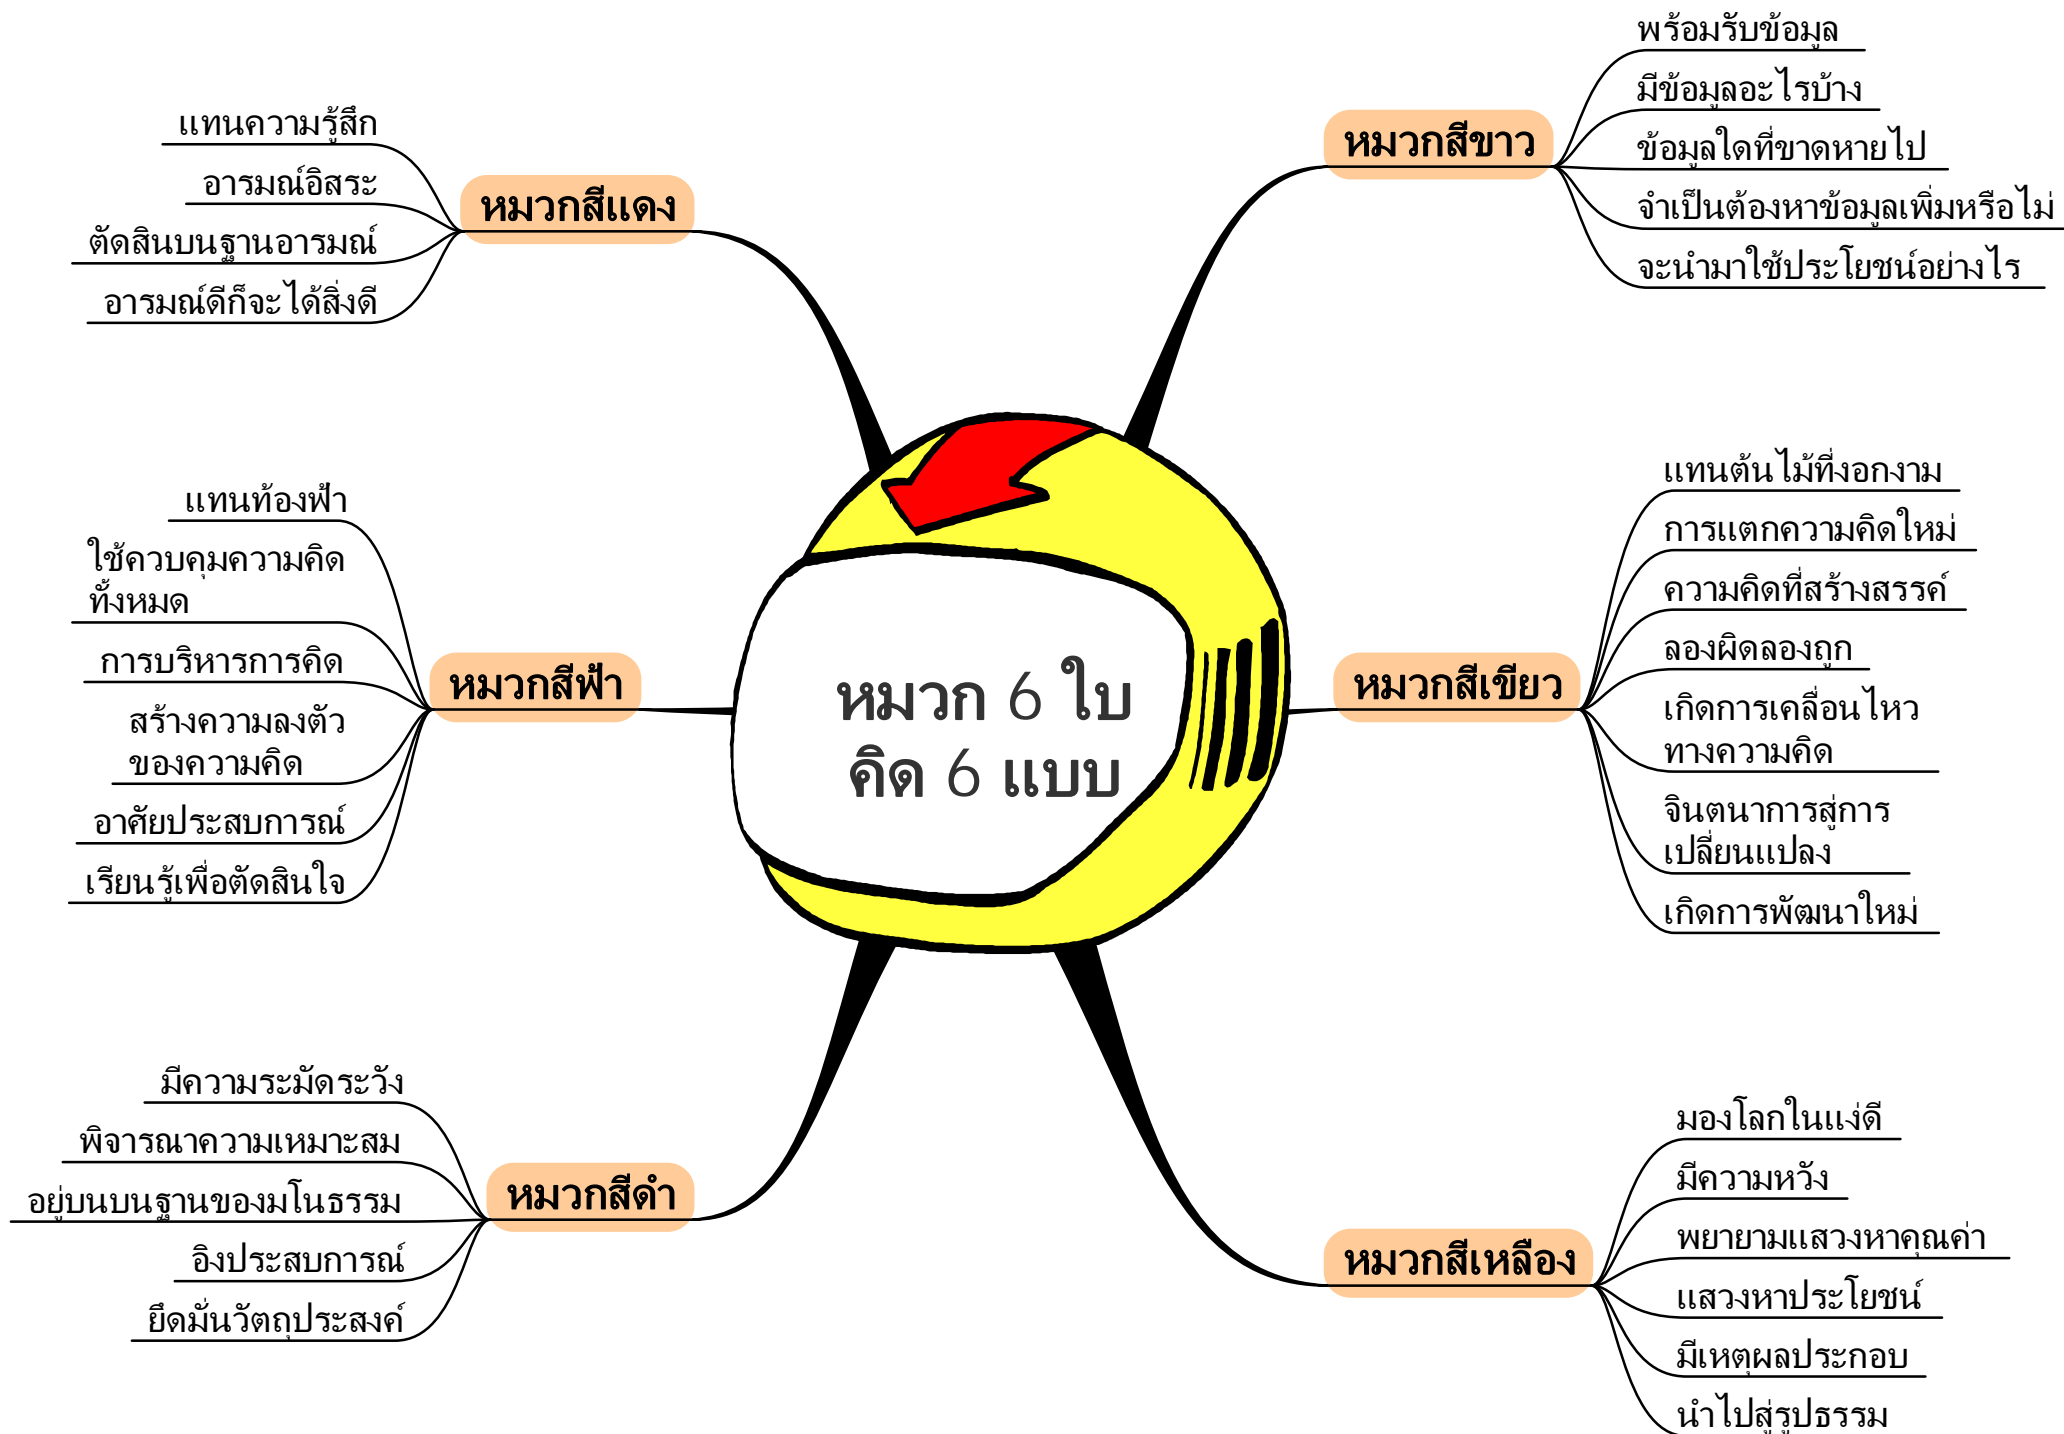 หมวก 6 ใบ
คิด 6 แบบ
หมวกสีขาว
พร้อมรับข้อมูล
มีข้อมูลอะไรบ้าง
ข้อมูลใดที่ขาดหายไป
จำเป็นต้องหาข้อมูลเพิ่มหรือไม่
จะนำมาใช้ประโยชน์อย่างไร
หมวกสีเขียว
แทนต้นไม้ที่งอกงาม
การแตกความคิดใหม่
ความคิดที่สร้างสรรค์
ลองผิดลองถูก
เกิดการเคลื่อนไหว
ทางความคิด
จินตนาการสู่การ
เปลี่ยนแปลง
เกิดการพัฒนาใหม่
หมวกสีเหลือง
มองโลกในแง่ดี
มีความหวัง
พยายามแสวงหาคุณค่า
แสวงหาประโยชน์
มีเหตุผลประกอบ
นำไปสู่รูปธรรม
หมวกสีแดง
แทนความรู้สึก
อารมณ์อิสระ
ตัดสินบนฐานอารมณ์
อารมณ์ดีก็จะได้สิ่งดี
หมวกสีฟ้า
แทนท้องฟ้า
ใช้ควบคุมความคิด
ทั้งหมด
การบริหารการคิด
สร้างความลงตัว
ของความคิด
อาศัยประสบการณ์
เรียนรู้เพื่อตัดสินใจ
หมวกสีดำ
มีความระมัดระวัง
พิจารณาความเหมาะสม
อยู่บนบนฐานของมโนธรรม
อิงประสบการณ์
ยึดมั่นวัตถุประสงค์